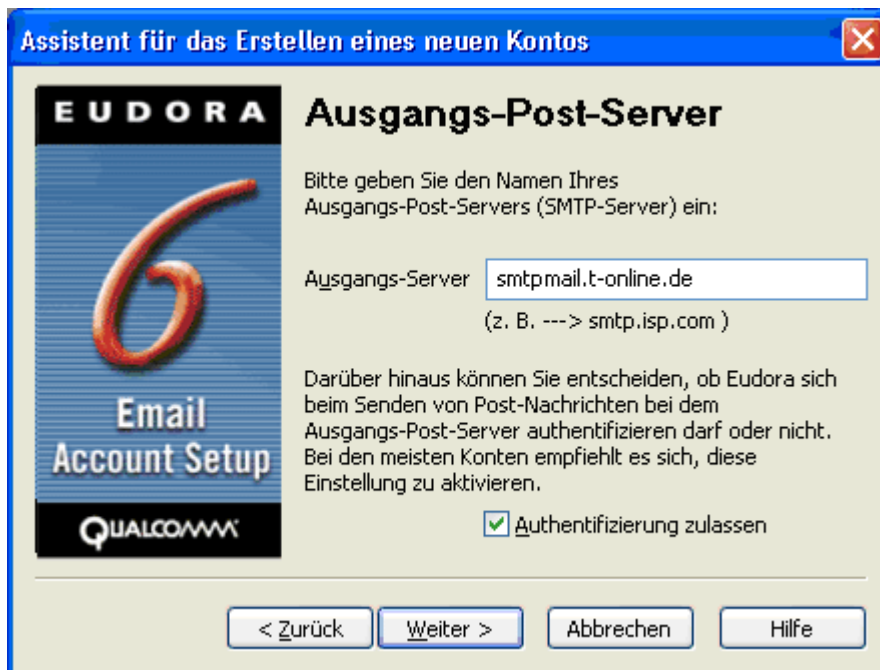 Assistent für das Erstellen eines neuen Kontos
EUDORA
6
Email
Account Setup
QUALCOMM
Ausgangs-Post-Server
Bitte geben Sie den Namen Ihres
Ausgangs-Post-Servers (SMTP-Server) ein:
Ausgangs-Server smtpmail.t-online.de
(z. B. ---> smtp.isp.com )
Darüber hinaus können Sie entscheiden, ob Eudora sich
beim Senden von Post-Nachrichten bei dem
Ausgangs-Post-Server authentifizieren darf oder nicht.
Bei den meisten Konten empfiehlt es sich, diese
Einstellung zu aktivieren.
Authentifizierung zulassen
< Zurück Weiter > Abbrechen Hilfe